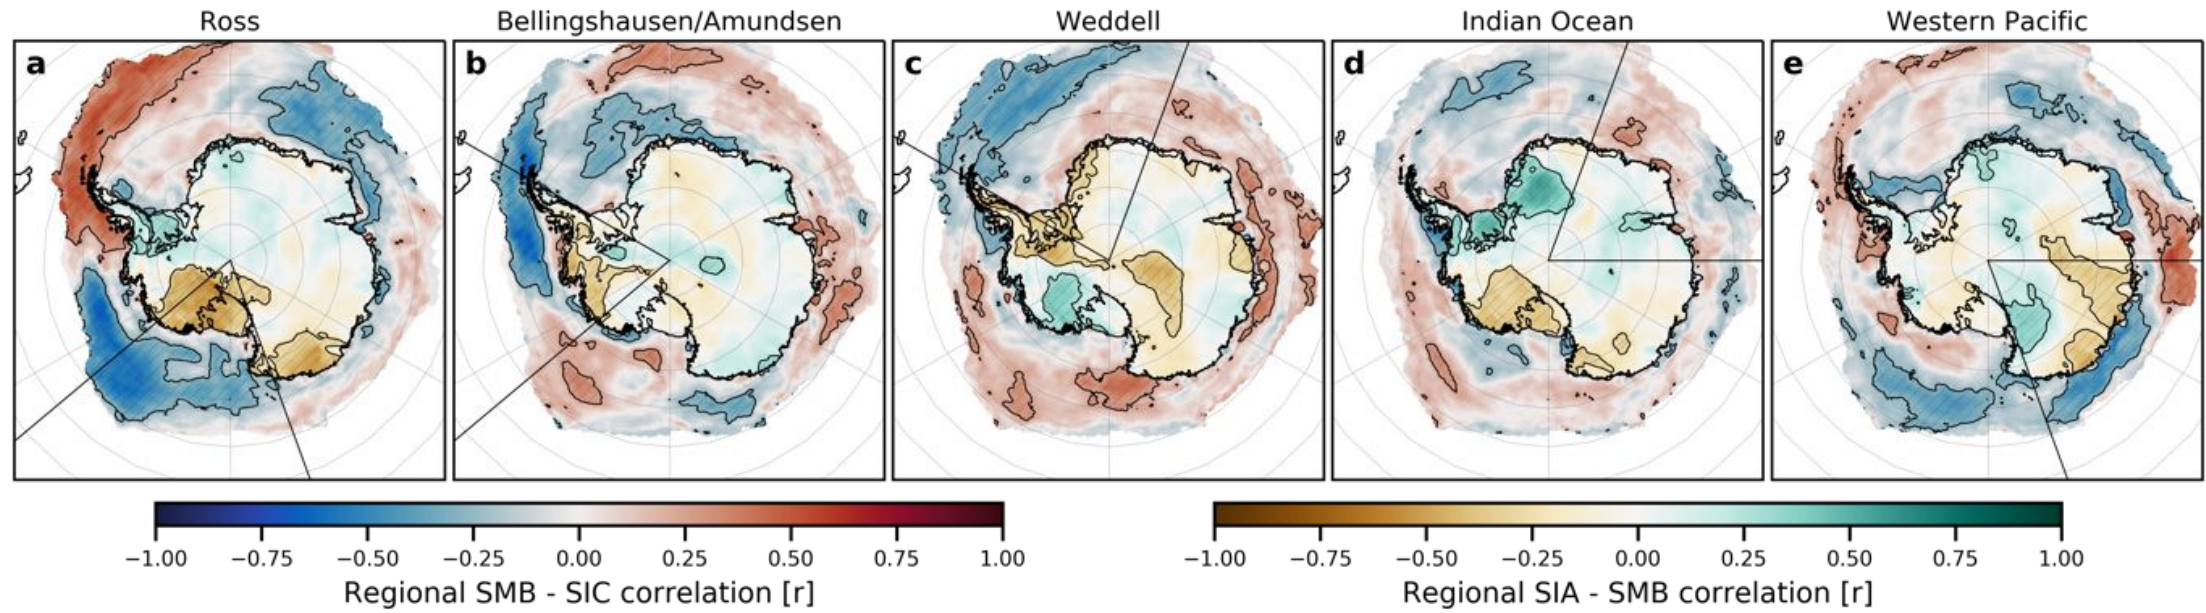 Ross
Bellingshausen/Amundsen
Weddell
Indian Ocean
Western Pacific
a
b
c
d
e
−1.00 −0.75 −0.50 −0.25 0.00 0.25 0.50 0.75 1.00
Regional SMB - SIC correlation [r]
−1.00 −0.75 −0.50 −0.25 0.00 0.25 0.50 0.75 1.00
Regional SIA - SMB correlation [r]